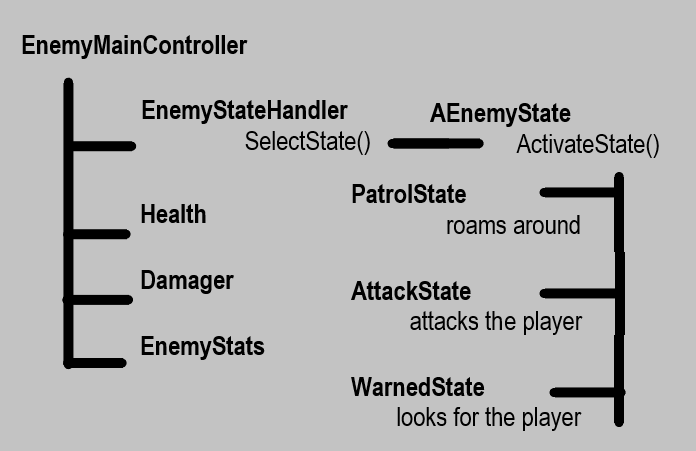 EnemyMainController
EnemyStateHandler
SelectState()
AEnemyState
ActivateState()
Health
Damager
EnemyStats
PatrolState
roams around
AttackState
attacks the player
WarnedState
looks for the player